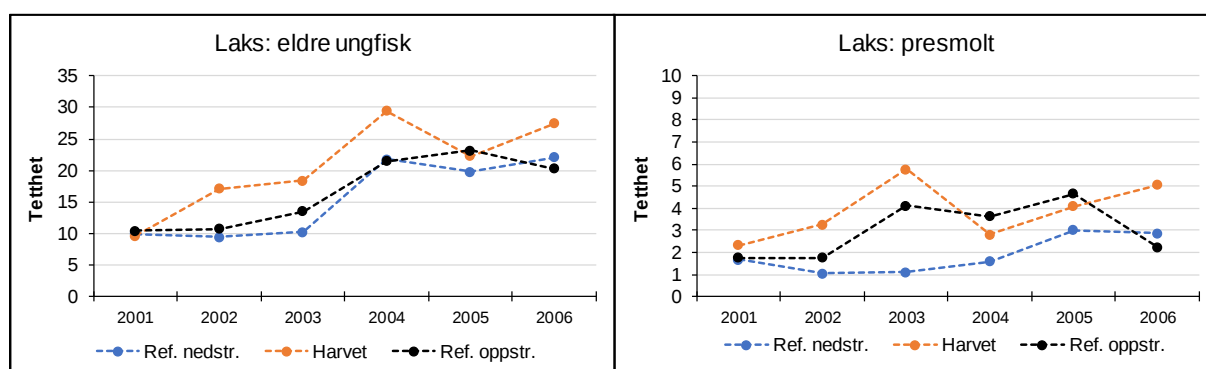 Laks: eldre ungfisk
Tetthet
35
30
25
20
15
10
5
0
2001 2002 2003 2004 2005 2006
Ref. nedstr. Harvet Ref. oppstr.
Laks: presmolt
Tetthet
10
9
8
7
6
5
4
3
2
1
0
2001 2002 2003 2004 2005 2006
Ref. nedstr. Harvet Ref. oppstr.